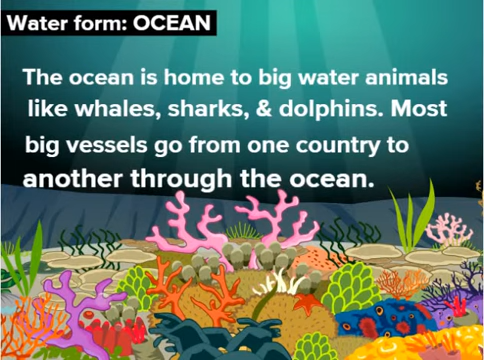 Water form: OCEAN
The ocean is home to big water animals
like whales, sharks, & dolphins. Most
big vessels go from one country to
another through the ocean.